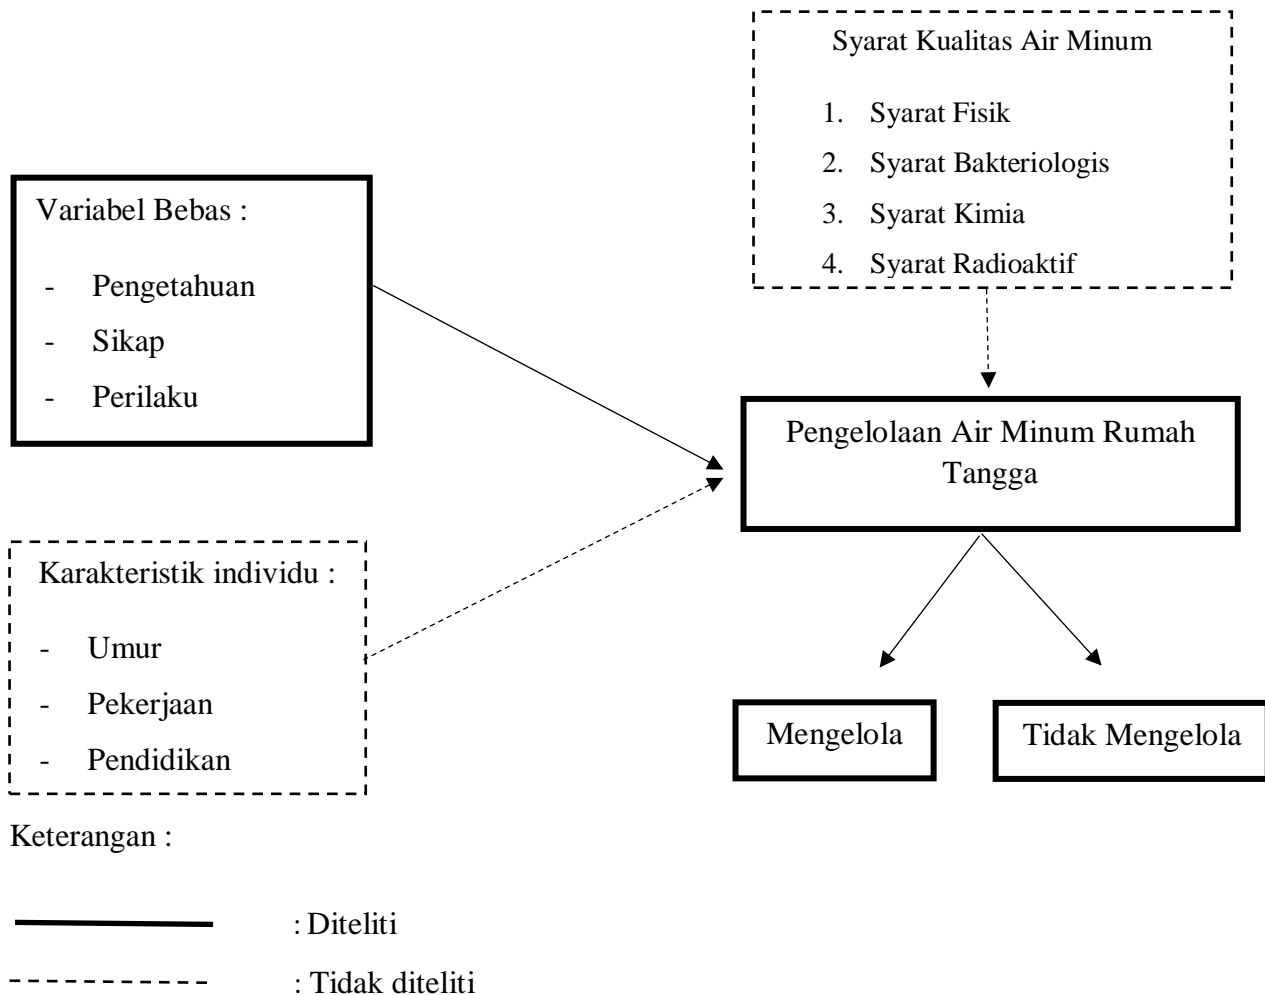 Syarat Kualitas Air Minum
1. Syarat Fisik
2. Syarat Bakteriologis
3. Syarat Kimia
4. Syarat Radioaktif
Variabel Bebas :
- Pengetahuan
- Sikap
- Perilaku
Pengelolaan Air Minum Rumah
Tangga
Karakteristik individu :
- Umur
- Pekerjaan
- Pendidikan
Mengelola
Tidak Mengelola
Keterangan :
: Diteliti
: Tidak diteliti